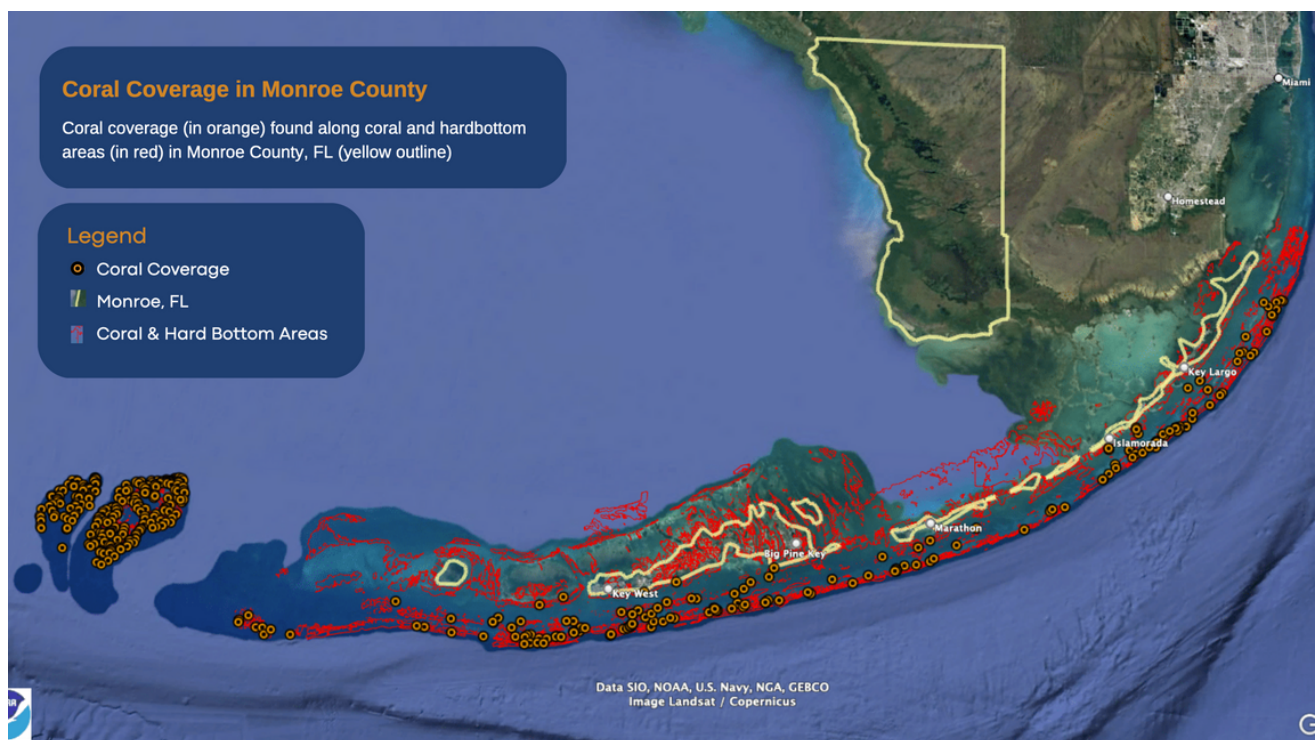 Coral Coverage in Monroe County
Coral coverage (in orange) found along coral and hardbottom
areas (in red) in Monroe County, FL (yellow outline)
Legend
Coral Coverage
Monroe, FL
Coral & Hard Bottom Areas
Miami
Homestead
Key Largo
Islamorada
Marathon
Big Pine Key
Key West
Data SIO, NOAA, U.S. Navy, NGA, GEBCO
Image Landsat / Copernicus